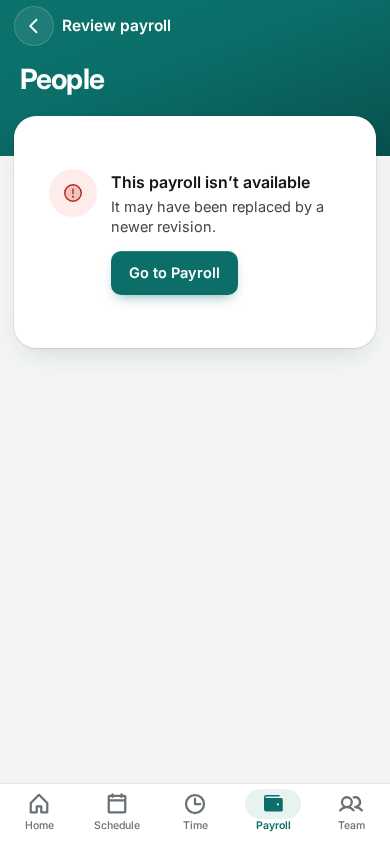 Review payroll
People
This payroll isn’t available
It may have been replaced by a
newer revision.
Go to Payroll
Home
Schedule
Time
Payroll
Team